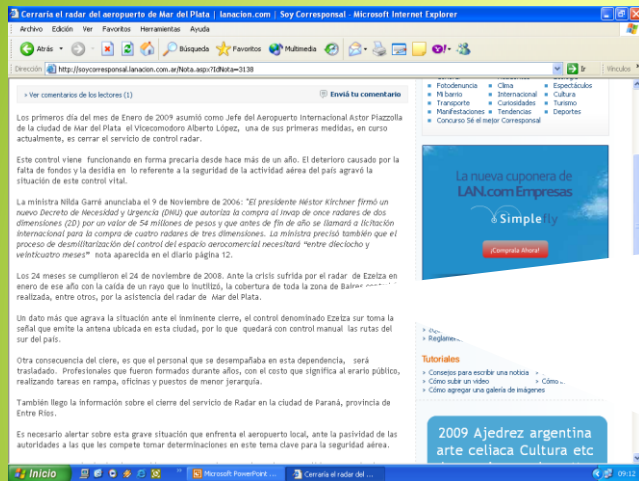 Cerraría el radar del aeropuerto de Mar del Plata | lanacion.com | Soy Corresponsal - Microsoft Internet Explorer
Archivo Edición Ver Favoritos Herramientas Ayuda
Atrás Búsqueda Favoritos Multimedia
Dirección http://soycorresponsal.lanacion.com.ar/Nota.aspx?IdNota=3138 Ir Vínculos
» Ver comentarios de los lectores (1) Enviá tu comentario
Los primeros día del mes de Enero de 2009 asumió como Jefe del Aeropuerto Internacional Astor Piazzolla
de la ciudad de Mar del Plata el Vicecomodoro Alberto López, una de sus primeras medidas, en curso
actualmente, es cerrar el servicio de control radar.
Este control viene funcionando en forma precaria desde hace más de un año. El deterioro causado por la
falta de fondos y la desidia en lo referente a la seguridad de la actividad aérea del país agravó la
situación de este control vital.
La ministra Nilda Garré anunciaba el 9 de Noviembre de 2006: "El presidente Néstor Kirchner firmó un
nuevo Decreto de Necesidad y Urgencia (DNU) que autoriza la compra al Invap de once radares de dos
dimensiones (2D) por un valor de 54 millones de pesos y que antes de fin de año se llamará a licitación
internacional para la compra de cuatro radares de tres dimensiones. La ministra precisó también que el
proceso de desmilitarización del control del espacio aerocomercial necesitará "entre dieciocho y
veinticuatro meses" nota aparecida en el diario página 12.
Los 24 meses se cumplieron el 24 de noviembre de 2008. Ante la crisis sufrida por el radar de Ezeiza en
enero de ese año con la caída de un rayo que lo inutilizó, la cobertura de toda la zona de Baires
realizada, entre otros, por la asistencia del radar de Mar del Plata.
Un dato más que agrava la situación ante el inminente cierre, el control denominado Ezeiza sur toma la
señal que emite la antena ubicada en esta ciudad, por lo que quedará con control manual las rutas del
sur del país.
Otra consecuencia del ciere, es que el personal que se desempañaba en esta dependencia, será
trasladado. Profesionales que fueron formados durante años, con el costo que significa al erario público,
realizando tareas en rampa, oficinas y puestos de menor jerarquía.
También llego la información sobre el cierre del servicio de Radar en la ciudad de Paraná, provincia de
Entre Ríos.
Es necesario alertar sobre esta grave situación que enfrenta el aeropuerto local, ante la pasividad de las
autoridades a las que les compete tomar determinaciones en este tema clave para la seguridad aérea.
Fotodenuncia Clima Espectáculos
Mi barrio Internacional Cultura
Transporte Curiosidades Turismo
Manifestaciones Tendencias Deportes
Concurso Sé el mejor Corresponsal
La nueva cuponera de
LAN.com Empresas
Simplefly
¡Comprala Ahora!
Tutoriales
» Consejos para escribir una noticia
» Cómo subir un video » Cómo
» Cómo agregar una galería de imágenes
2009 Ajedrez argentina
arte celiaca Cultura etc
Inicio Microsoft PowerPoint ... Cerraría el radar del ... 09:12